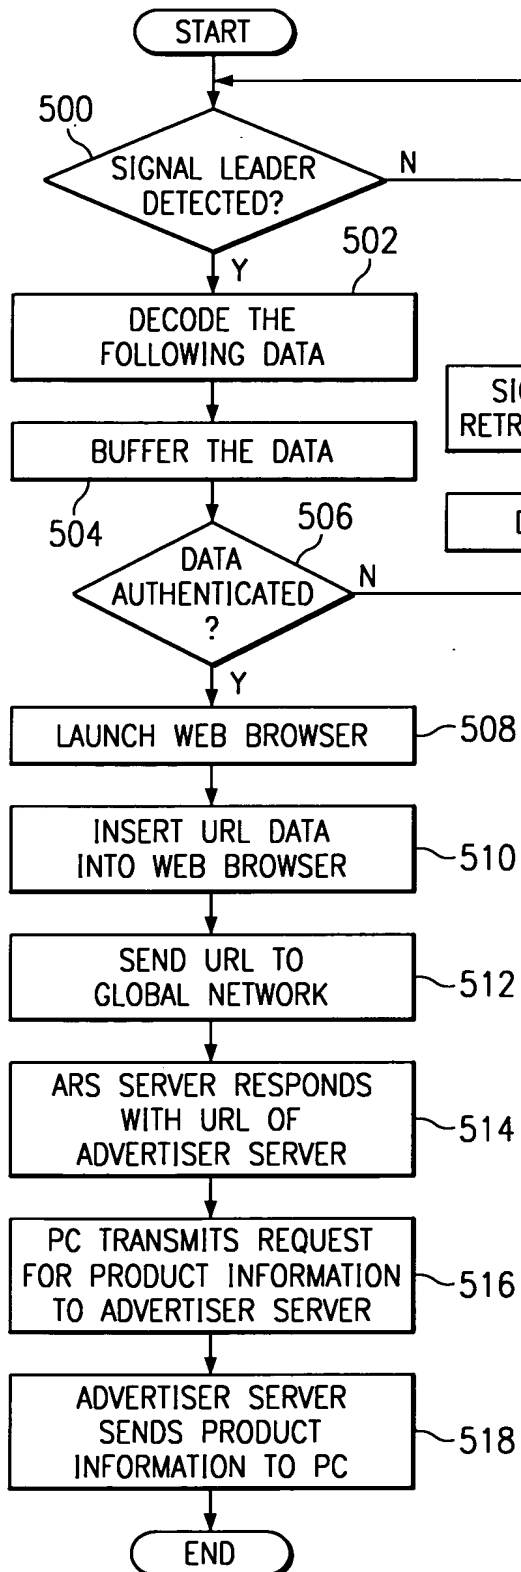 START
500
SIGNAL LEADER
DETECTED?
N
Y
502
DECODE THE
FOLLOWING DATA
BUFFER THE DATA
504
506
DATA
AUTHENTICATED
?
N
Y
LAUNCH WEB BROWSER
508
INSERT URL DATA
INTO WEB BROWSER
510
SEND URL TO
GLOBAL NETWORK
512
ARS SERVER RESPONDS
WITH URL OF
ADVERTISER SERVER
514
PC TRANSMITS REQUEST
FOR PRODUCT INFORMATION
TO ADVERTISER SERVER
516
ADVERTISER SERVER
SENDS PRODUCT
INFORMATION TO PC
518
END